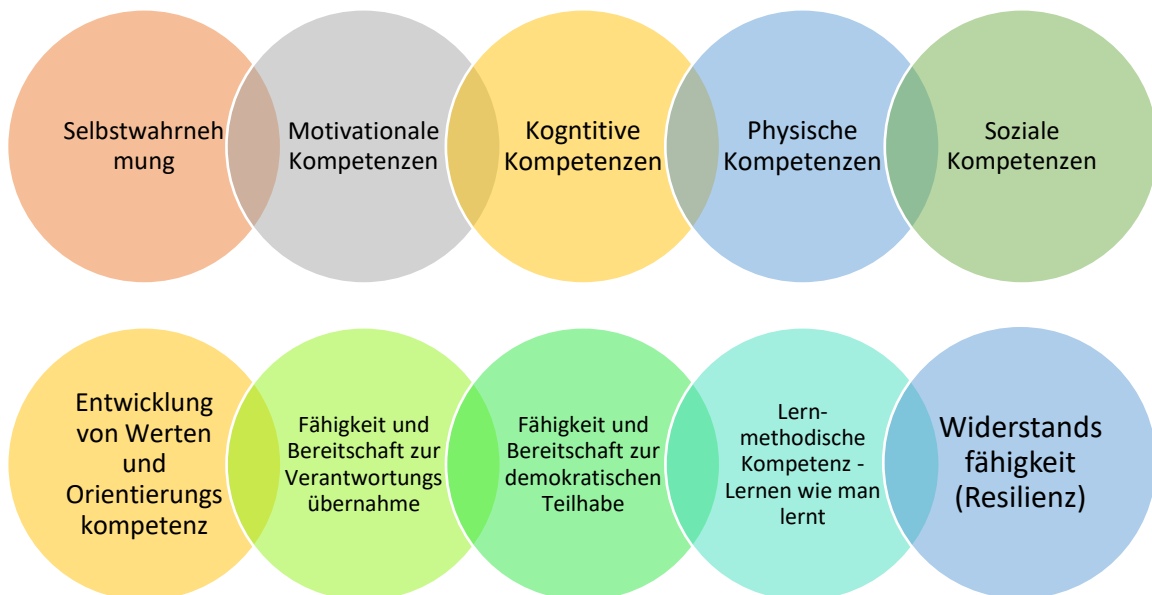 Selbstwahrneh
mung
Motivationale
Kompetenzen
Kogntitive
Kompetenzen
Physische
Kompetenzen
Soziale
Kompetenzen
Entwicklung
von Werten
und
Orientierungs
kompetenz
Fähigkeit und
Bereitschaft zur
Verantwortungs
übernahme
Fähigkeit und
Bereitschaft zur
demokratischen
Teilhabe
Lern-
methodische
Kompetenz -
Lernen wie man
lernt
Widerstands
fähigkeit
(Resilienz)